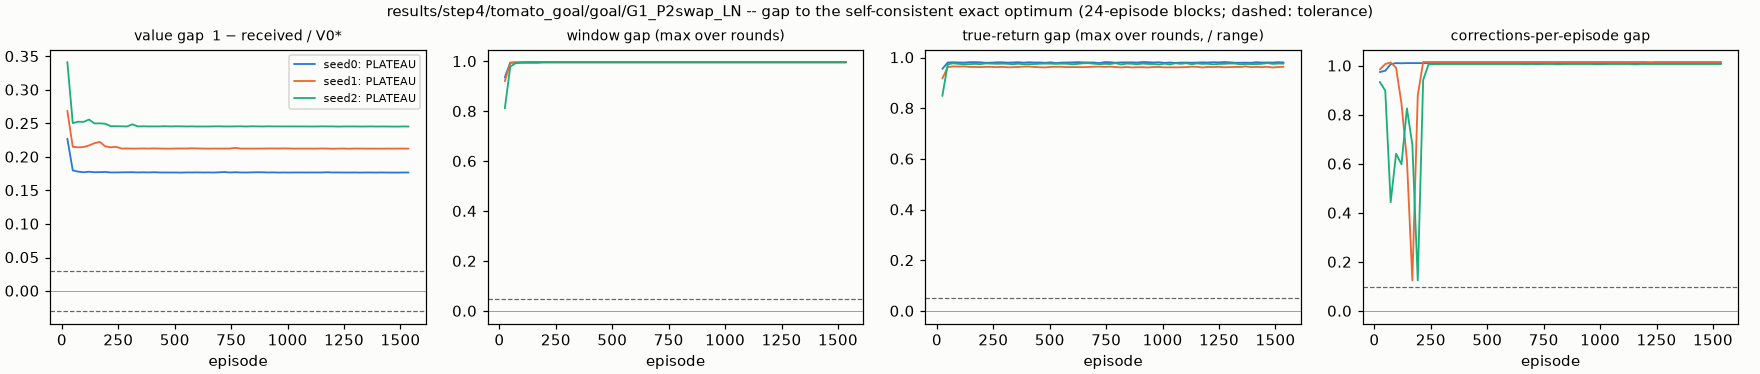 results/step4/tomato_goal/goal/G1_P2swap_LN -- gap to the self-consistent exact optimum (24-episode blocks; dashed: tolerance)
value gap  1 − received / V0*
0.35
0.30
0.25
0.20
0.15
0.10
0.05
0.00
seed0: PLATEAU
seed1: PLATEAU
seed2: PLATEAU
0 250 500 750 1000 1250 1500
episode
window gap (max over rounds)
1.0
0.8
0.6
0.4
0.2
0.0
0 250 500 750 1000 1250 1500
episode
true-return gap (max over rounds, / range)
1.0
0.8
0.6
0.4
0.2
0.0
0 250 500 750 1000 1250 1500
episode
corrections-per-episode gap
1.0
0.8
0.6
0.4
0.2
0.0
0 250 500 750 1000 1250 1500
episode